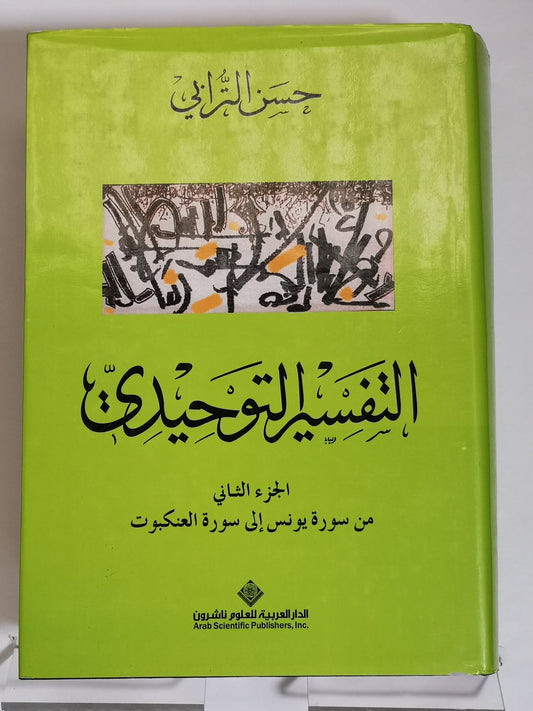 حسن الترابي
التفسير التوحيدي
الجزء الثاني
من سورة يونس إلى سورة العنكبوت
الدار العربية للعلوم ناشرون
Arab Scientific Publishers, Inc.